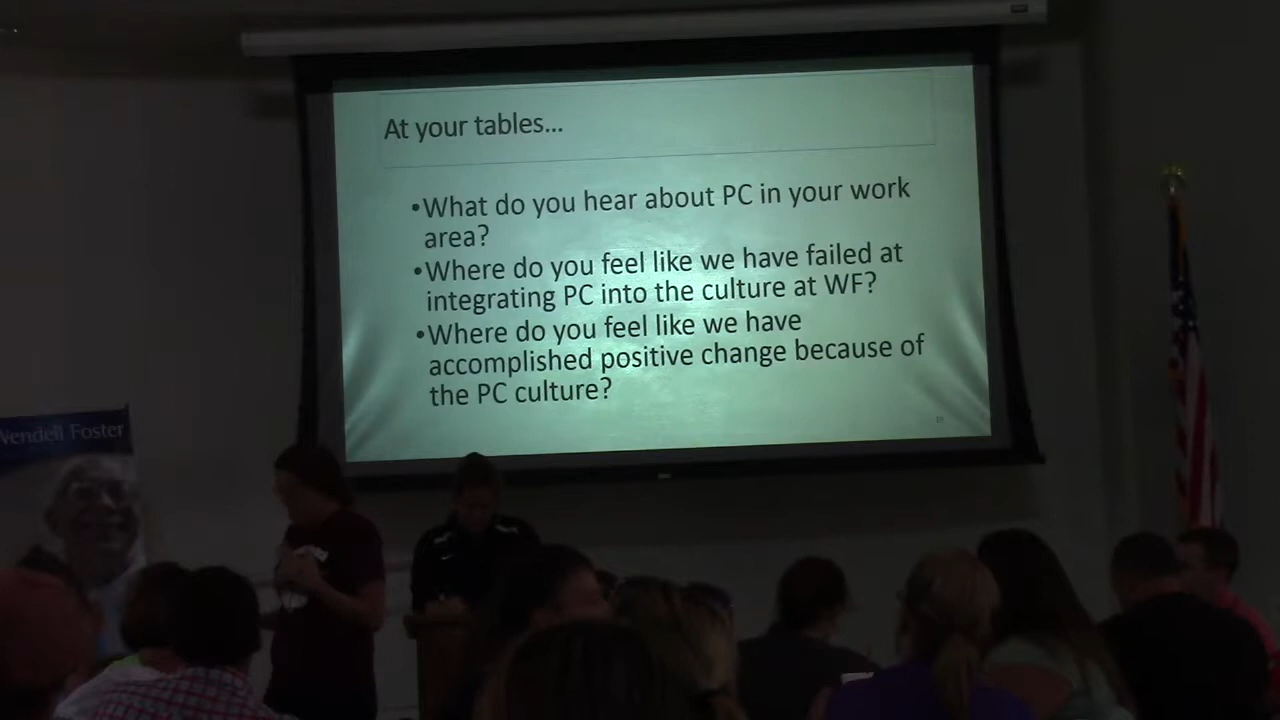 At your tables...
•What do you hear about PC in your work
area?
•Where do you feel like we have failed at
integrating PC into the culture at WF?
•Where do you feel like we have
accomplished positive change because of
the PC culture?
Wendell Foster